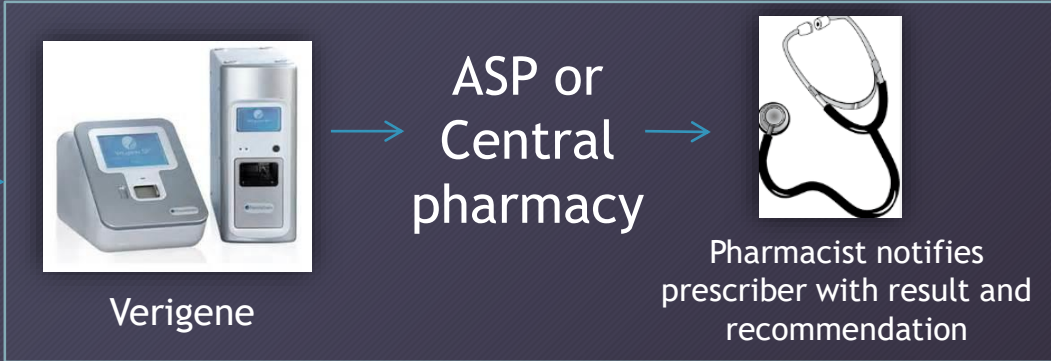 ASP or
Central
pharmacy
Verigene
Pharmacist notifies
prescriber with result and
recommendation